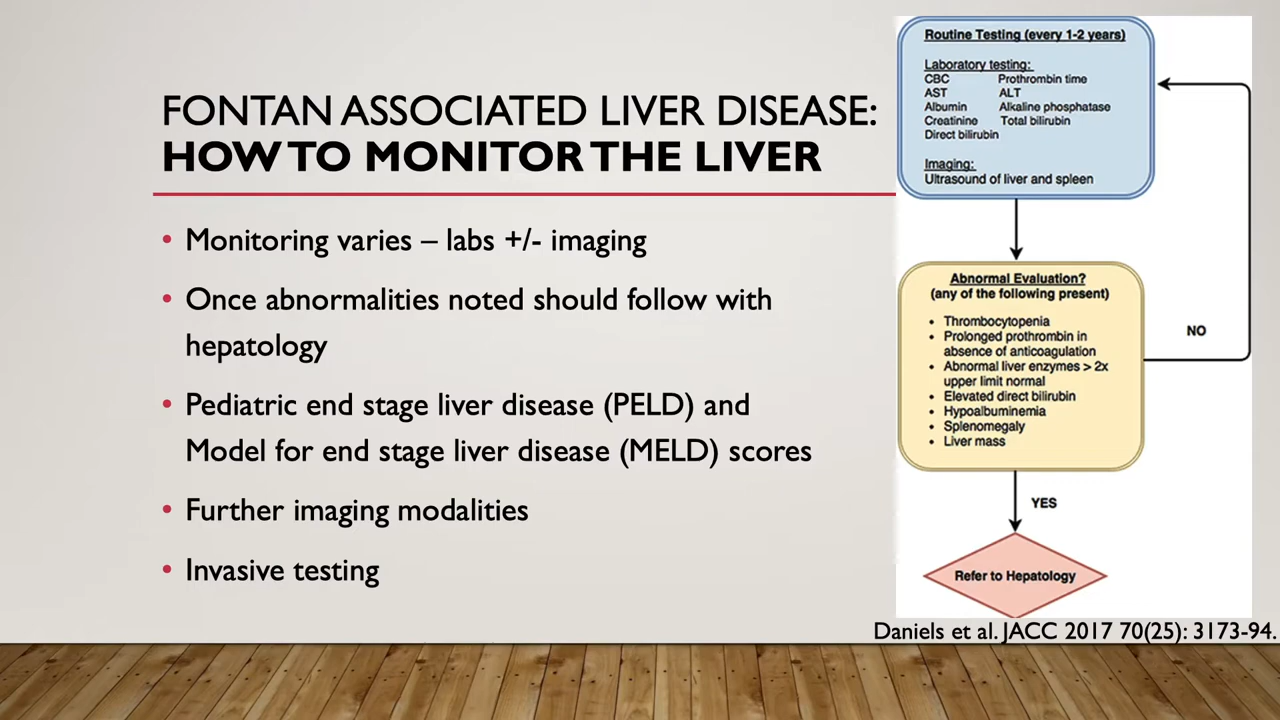 FONTAN ASSOCIATED LIVER DISEASE:
HOW TO MONITOR THE LIVER
• Monitoring varies – labs +/- imaging
• Once abnormalities noted should follow with
hepatology
• Pediatric end stage liver disease (PELD) and
Model for end stage liver disease (MELD) scores
• Further imaging modalities
• Invasive testing
Routine Testing (every 1-2 years)
Laboratory testing:
CBC Prothrombin time
AST ALT
Albumin Alkaline phosphatase
Creatinine Total bilirubin
Direct bilirubin
Imaging:
Ultrasound of liver and spleen
Abnormal Evaluation?
(any of the following present)
• Thrombocytopenia
• Prolonged prothrombin in
absence of anticoagulation
• Abnormal liver enzymes > 2x
upper limit normal
• Elevated direct bilirubin
• Hypoalbuminemia
• Splenomegaly
• Liver mass
NO
YES
Refer to Hepatology
Daniels et al. JACC 2017 70(25): 3173-94.